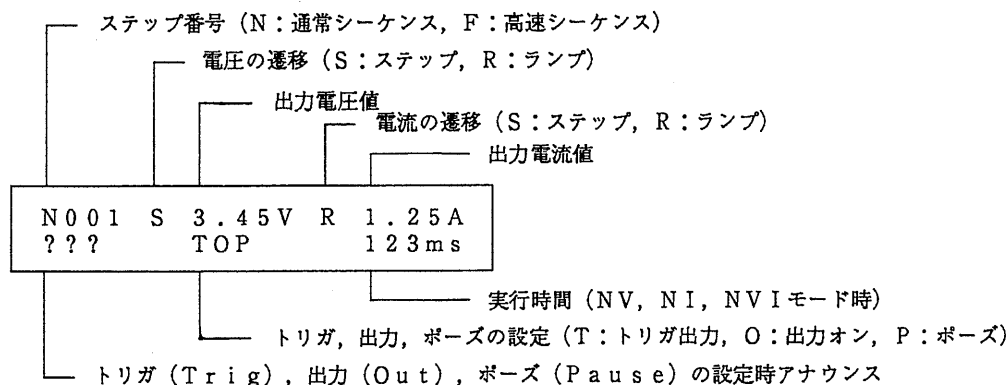 ステップ番号（N：通常シーケンス，F：高速シーケンス）
電圧の遷移（S：ステップ，R：ランプ）
出力電圧値
電流の遷移（S：ステップ，R：ランプ）
出力電流値
N001 S 3.45V R 1.25A
??? TOP 123ms
実行時間（NV，NI，NVIモード時）
トリガ，出力，ポーズの設定（T：トリガ出力，O：出力オン，P：ポーズ）
トリガ（Trig），出力（Out），ポーズ（Pause）の設定時アナウンス